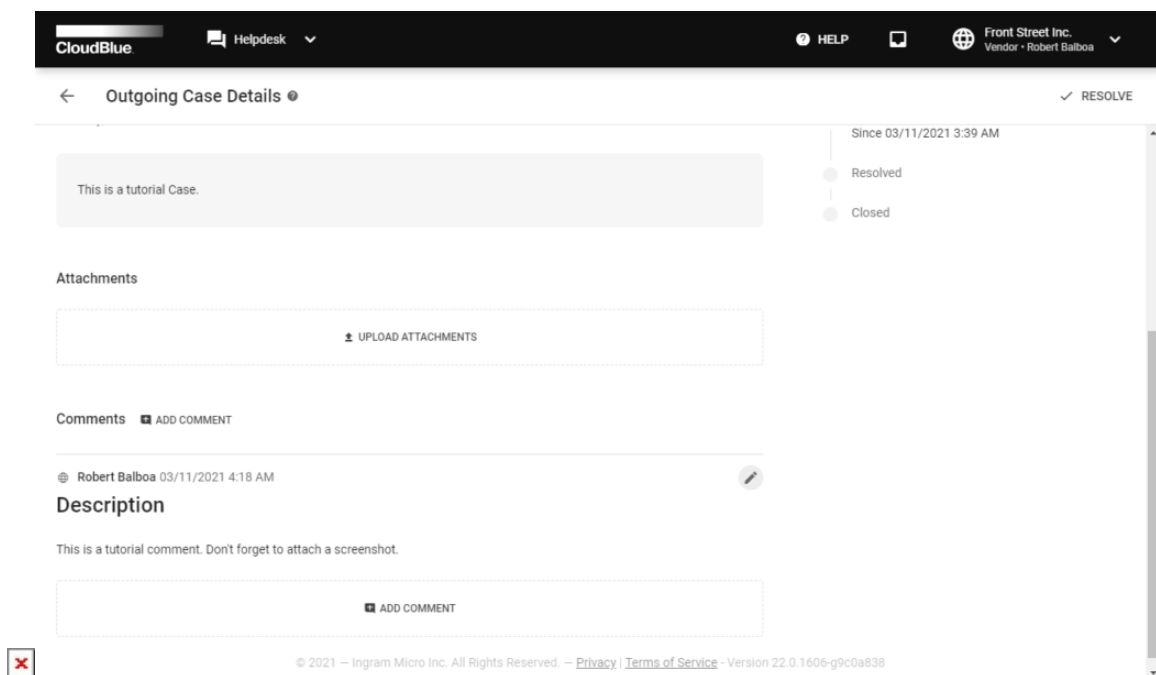 CloudBlue
Helpdesk
HELP
Front Street Inc.
Vendor • Robert Balboa
Outgoing Case Details
RESOLVE
Since 03/11/2021 3:39 AM
Resolved
Closed
This is a tutorial Case.
Attachments
UPLOAD ATTACHMENTS
Comments ADD COMMENT
Robert Balboa 03/11/2021 4:18 AM
Description
This is a tutorial comment. Don't forget to attach a screenshot.
ADD COMMENT
© 2021 — Ingram Micro Inc. All Rights Reserved. — Privacy | Terms of Service - Version 22.0.1606-g9c0a838